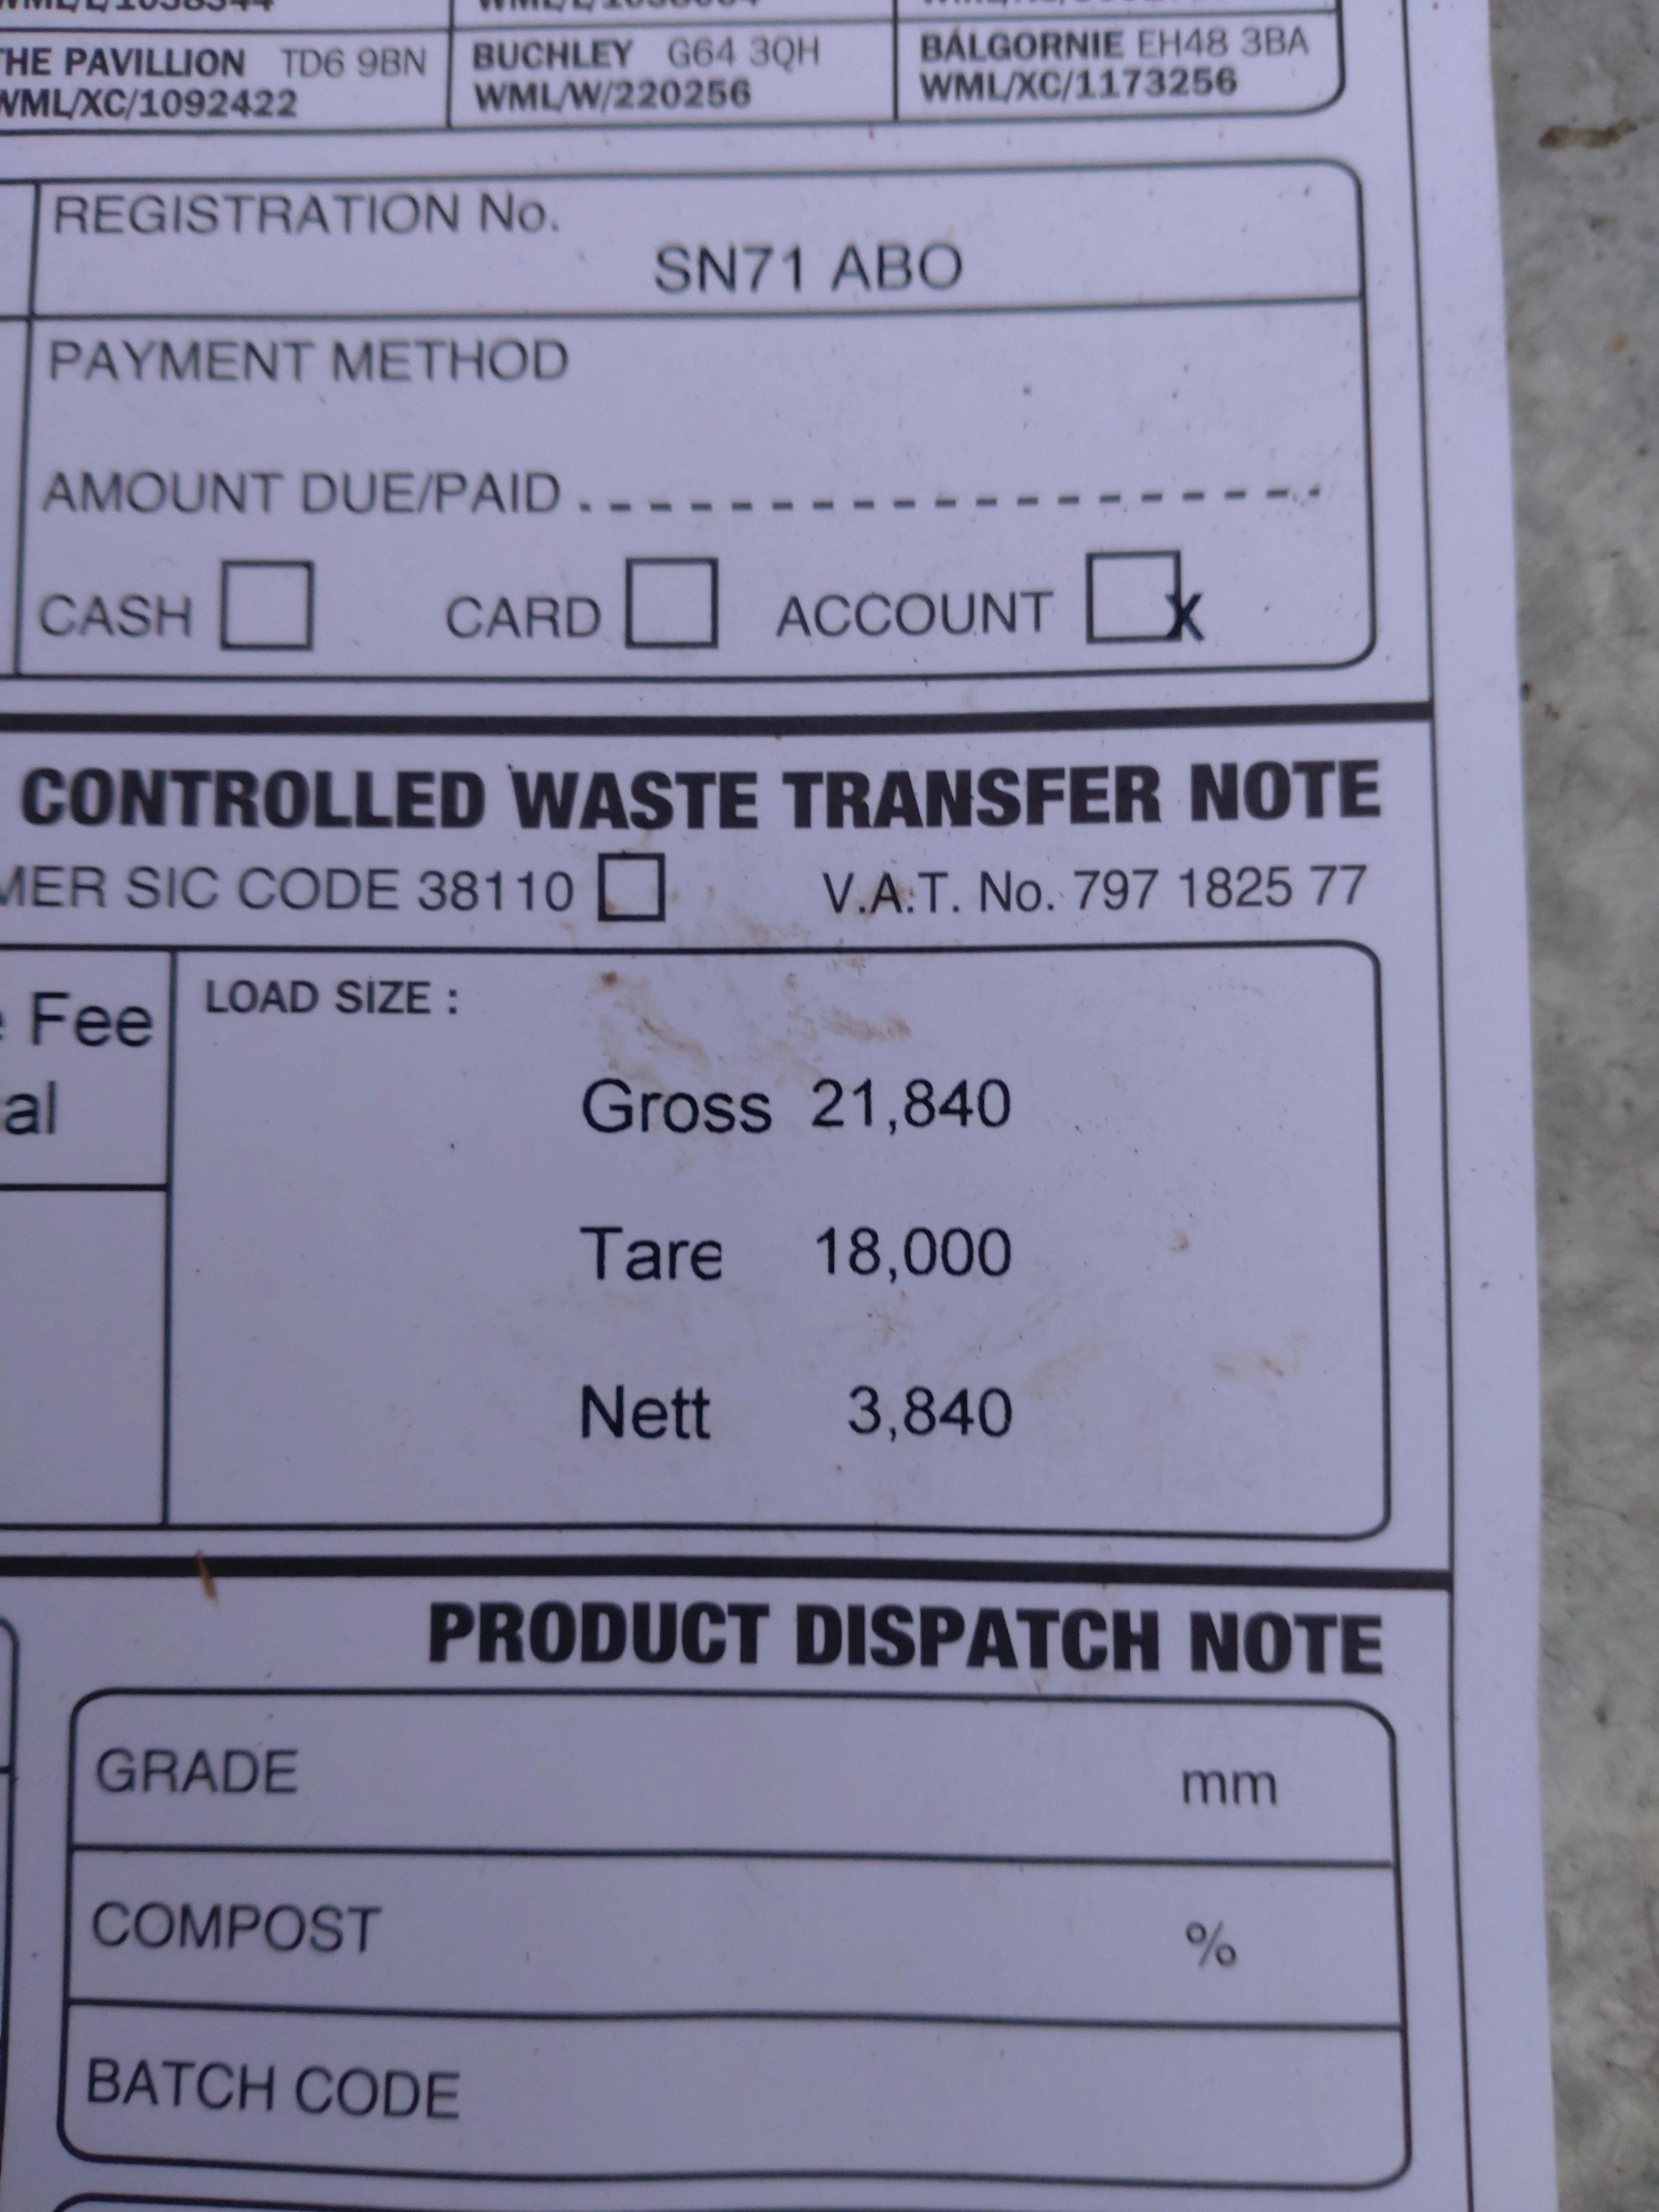 THE PAVILLION TD6 9BN BUCHLEY G64 3QH BALGORNIE EH48 3BA
WML/XC/1092422 WML/W/220256 WML/XC/1173256
REGISTRATION No.
SN71 ABO
PAYMENT METHOD
AMOUNT DUE/PAID
CASH CARD ACCOUNT X
CONTROLLED WASTE TRANSFER NOTE
MER SIC CODE 38110 V.A.T. No. 797 1825 77
Fee
al
LOAD SIZE :
Gross 21,840
Tare 18,000
Nett 3,840
PRODUCT DISPATCH NOTE
GRADE mm
COMPOST %
BATCH CODE